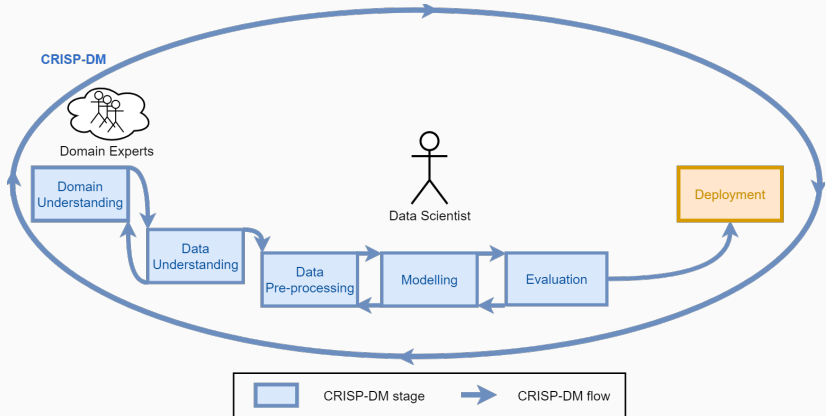 CRISP-DM
Domain Experts
Domain
Understanding
Data Scientist
Deployment
Data
Understanding
Data
Pre-processing
Modelling
Evaluation
CRISP-DM stage
CRISP-DM flow